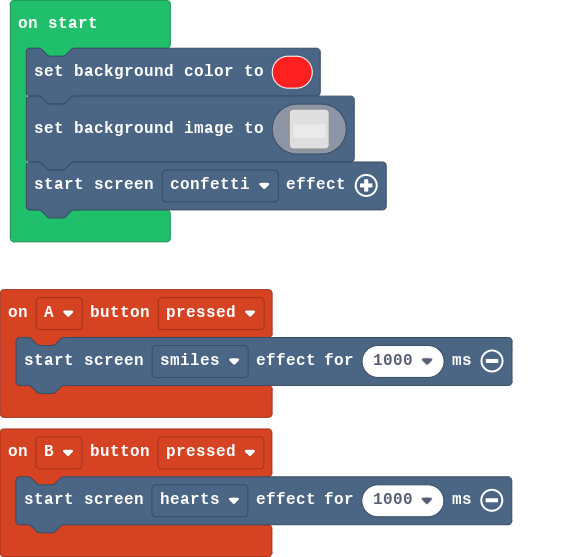 on start
set background color to
set background image to
start screen confetti effect
on A button pressed
start screen smiles effect for 1000 ms
on B button pressed
start screen hearts effect for 1000 ms